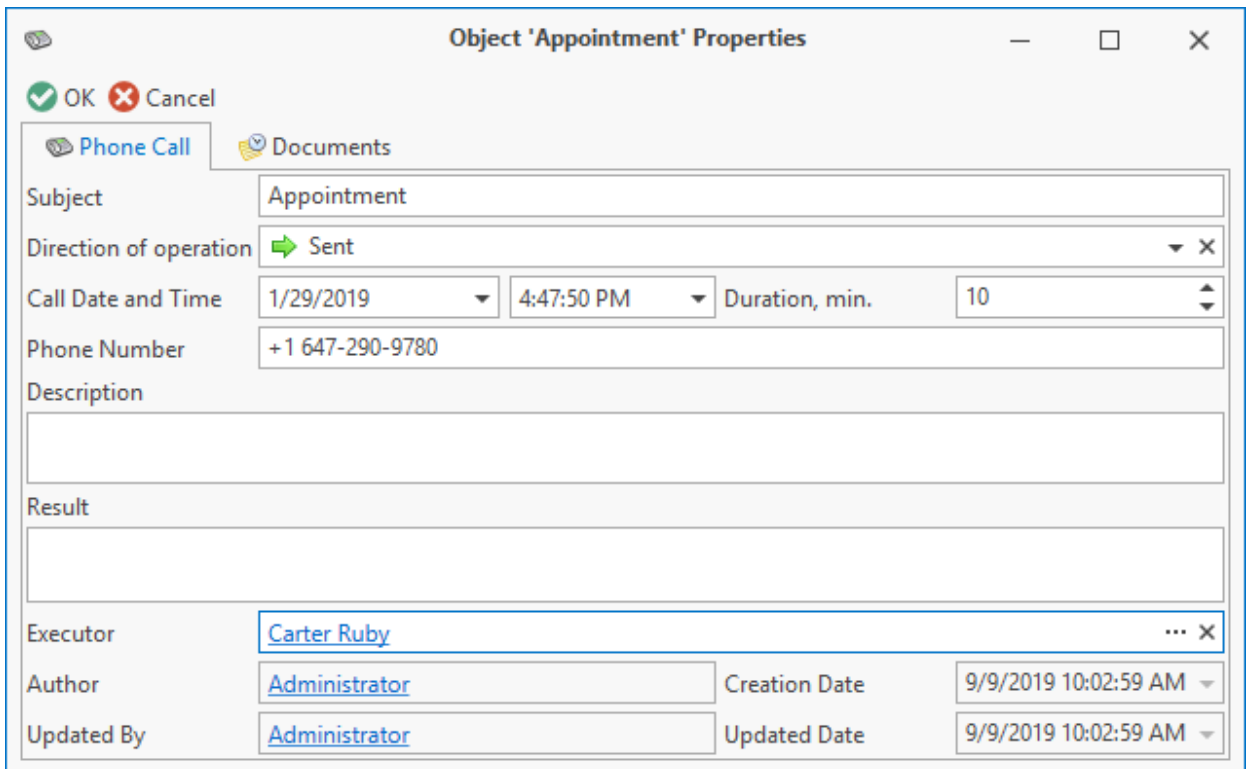 Object 'Appointment' Properties
OK Cancel
Phone Call Documents
Subject Appointment
Direction of operation Sent
Call Date and Time 1/29/2019 4:47:50 PM Duration, min. 10
Phone Number +1 647-290-9780
Description
Result
Executor Carter Ruby ...
Author Administrator Creation Date 9/9/2019 10:02:59 AM
Updated By Administrator Updated Date 9/9/2019 10:02:59 AM